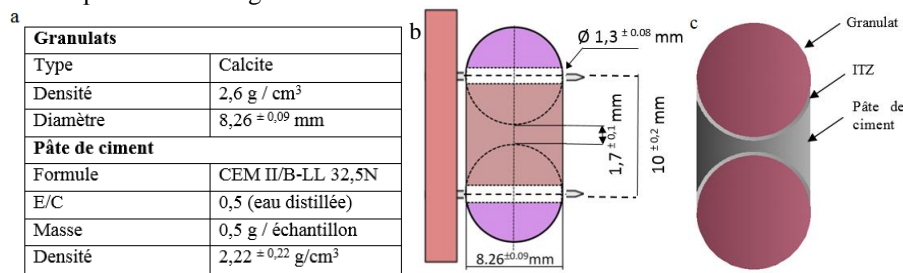 a
Granulats
Type Calcite
Densité 2,6 g / cm³
Diamètre 8,26 ± 0,09 mm
Pâte de ciment
Formule CEM II/B-LL 32,5N
E/C 0,5 (eau distillée)
Masse 0,5 g / échantillon
Densité 2,22 ± 0,22 g/cm³
b
Ø 1,3 ± 0.08 mm
1,7 ± 0,1 mm
10 ± 0,2 mm
8.26±0.09mm
c
Granulat
ITZ
Pâte de
ciment